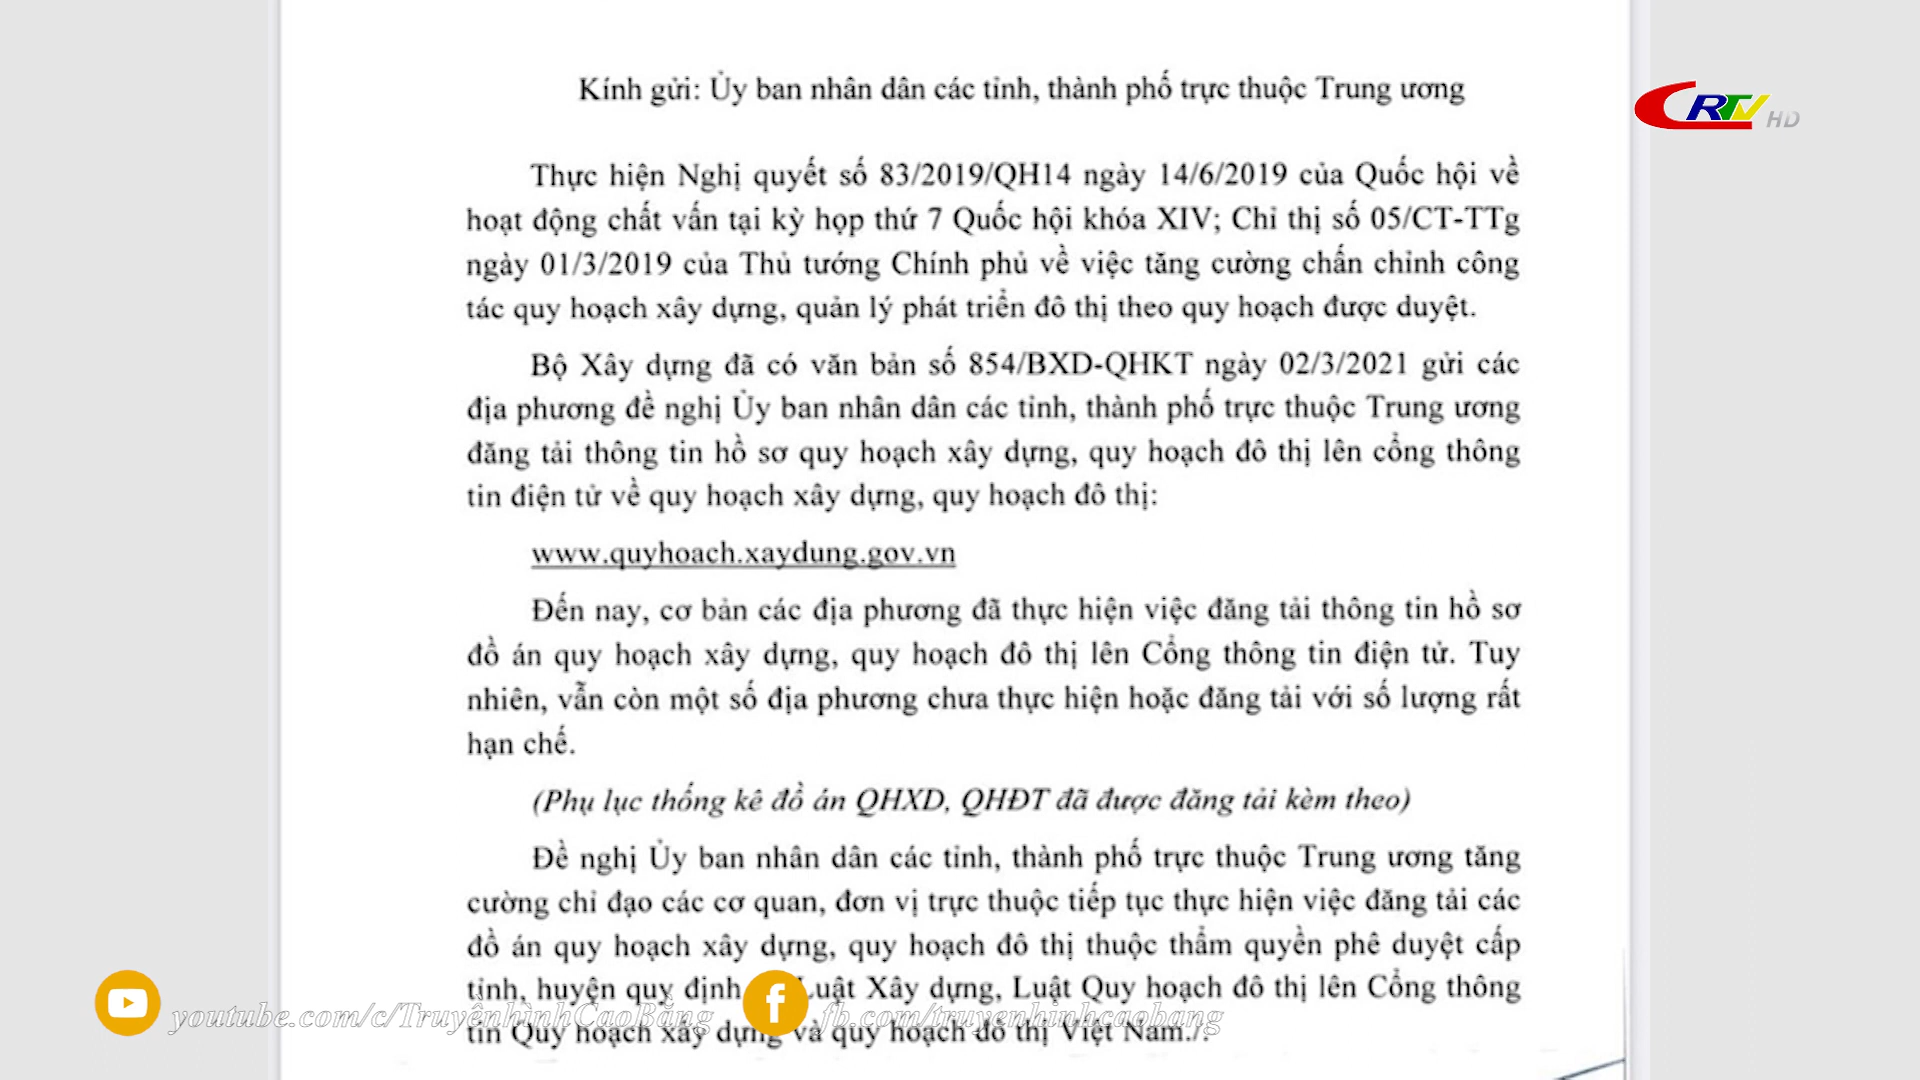 Kính gửi: Ủy ban nhân dân các tỉnh, thành phố trực thuộc Trung ương
CRTV HD
Thực hiện Nghị quyết số 83/2019/QH14 ngày 14/6/2019 của Quốc hội về
hoạt động chất vấn tại kỳ họp thứ 7 Quốc hội khóa XIV; Chỉ thị số 05/CT-TTg
ngày 01/3/2019 của Thủ tướng Chính phủ về việc tăng cường chấn chỉnh công
tác quy hoạch xây dựng, quản lý phát triển đô thị theo quy hoạch được duyệt.
Bộ Xây dựng đã có văn bản số 854/BXD-QHKT ngày 02/3/2021 gửi các
địa phương đề nghị Ủy ban nhân dân các tỉnh, thành phố trực thuộc Trung ương
đăng tải thông tin hồ sơ quy hoạch xây dựng, quy hoạch đô thị lên cổng thông
tin điện tử về quy hoạch xây dựng, quy hoạch đô thị:
www.quyhoach.xaydung.gov.vn
Đến nay, cơ bản các địa phương đã thực hiện việc đăng tải thông tin hồ sơ
đồ án quy hoạch xây dựng, quy hoạch đô thị lên Cổng thông tin điện tử. Tuy
nhiên, vẫn còn một số địa phương chưa thực hiện hoặc đăng tải với số lượng rất
hạn chế.
(Phụ lục thống kê đồ án QHXD, QHĐT đã được đăng tải kèm theo)
Đề nghị Ủy ban nhân dân các tỉnh, thành phố trực thuộc Trung ương tăng
cường chỉ đạo các cơ quan, đơn vị trực thuộc tiếp tục thực hiện việc đăng tải các
đồ án quy hoạch xây dựng, quy hoạch đô thị thuộc thẩm quyền phê duyệt cấp
tỉnh, huyện quy định Luật Xây dựng, Luật Quy hoạch đô thị lên Cổng thông
tin Quy hoạch xây dựng và quy hoạch đô thị Việt Nam./.
youtube.com/c/TruyềnhìnhCaoBằng
fb.com/truyenhinhcaobang